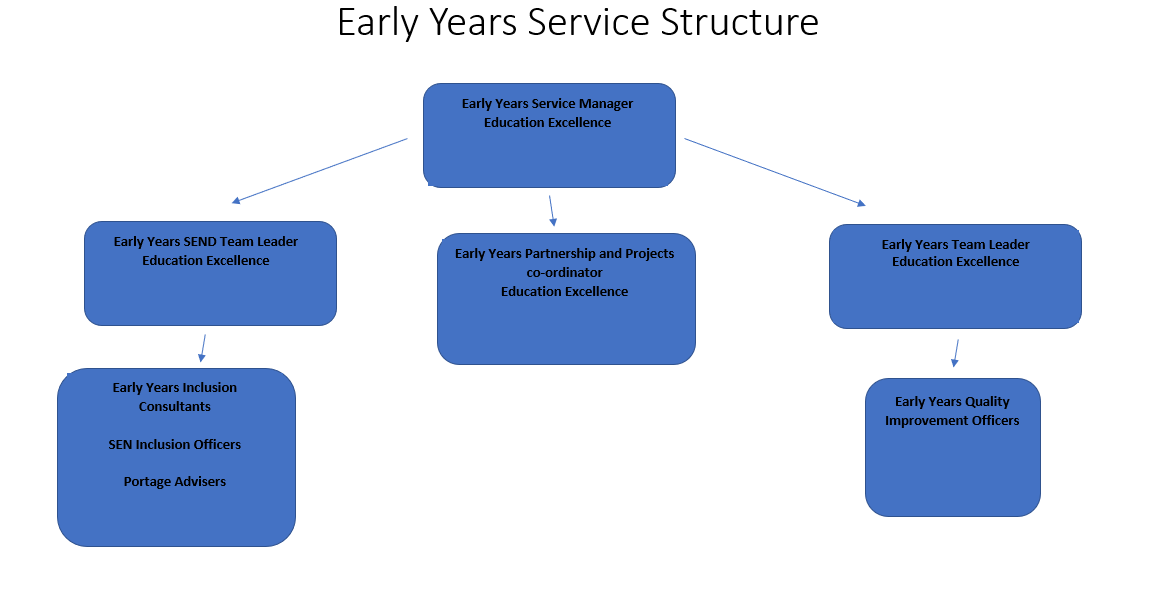 Early Years Service Structure
Early Years Service Manager
Education Excellence
Early Years SEND Team Leader
Education Excellence
Early Years Partnership and Projects
co-ordinator
Education Excellence
Early Years Team Leader
Education Excellence
Early Years Inclusion
Consultants
SEN Inclusion Officers
Portage Advisers
Early Years Quality
Improvement Officers